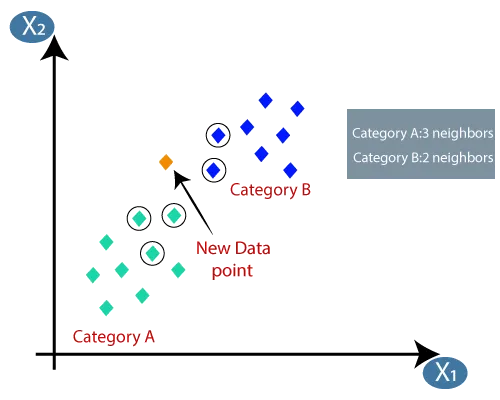 X2
Category A:3 neighbors
Category B:2 neighbors
Category B
New Data
point
Category A
X1